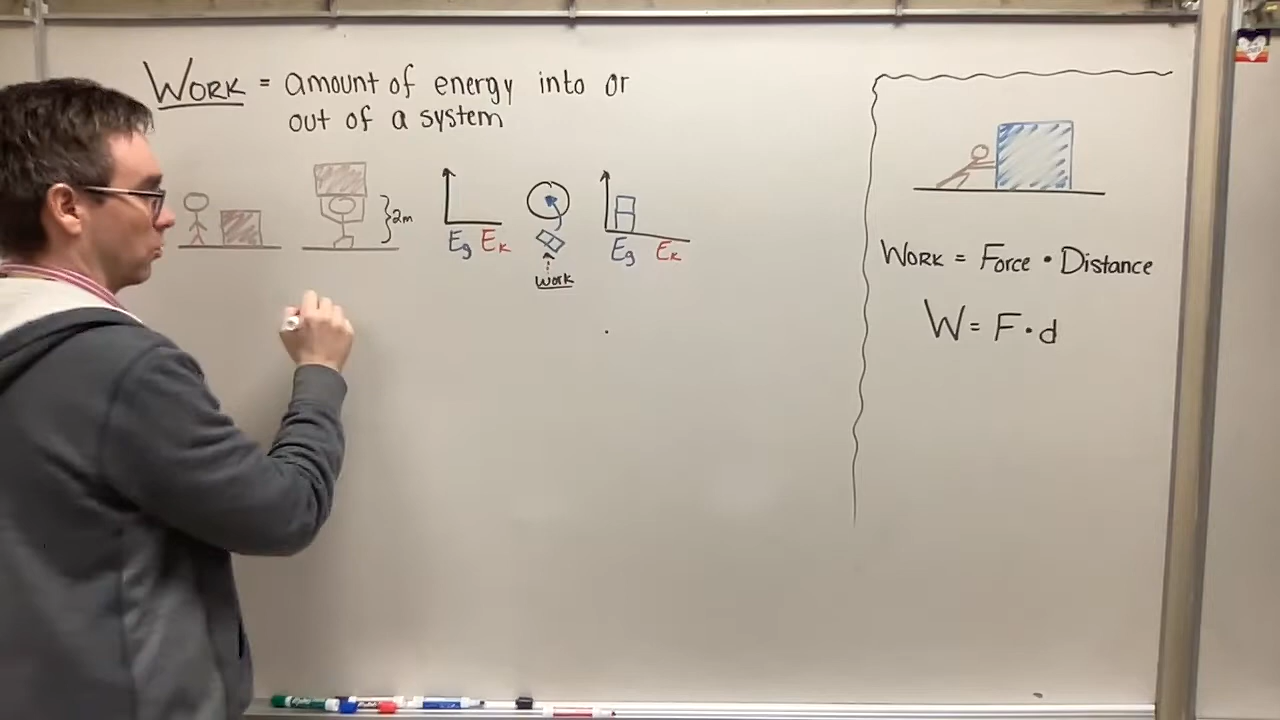 WORK = amount of energy into or
out of a system
2m
Eg Ek
work
Eg Ek
WORK = Force • Distance
W = F • d